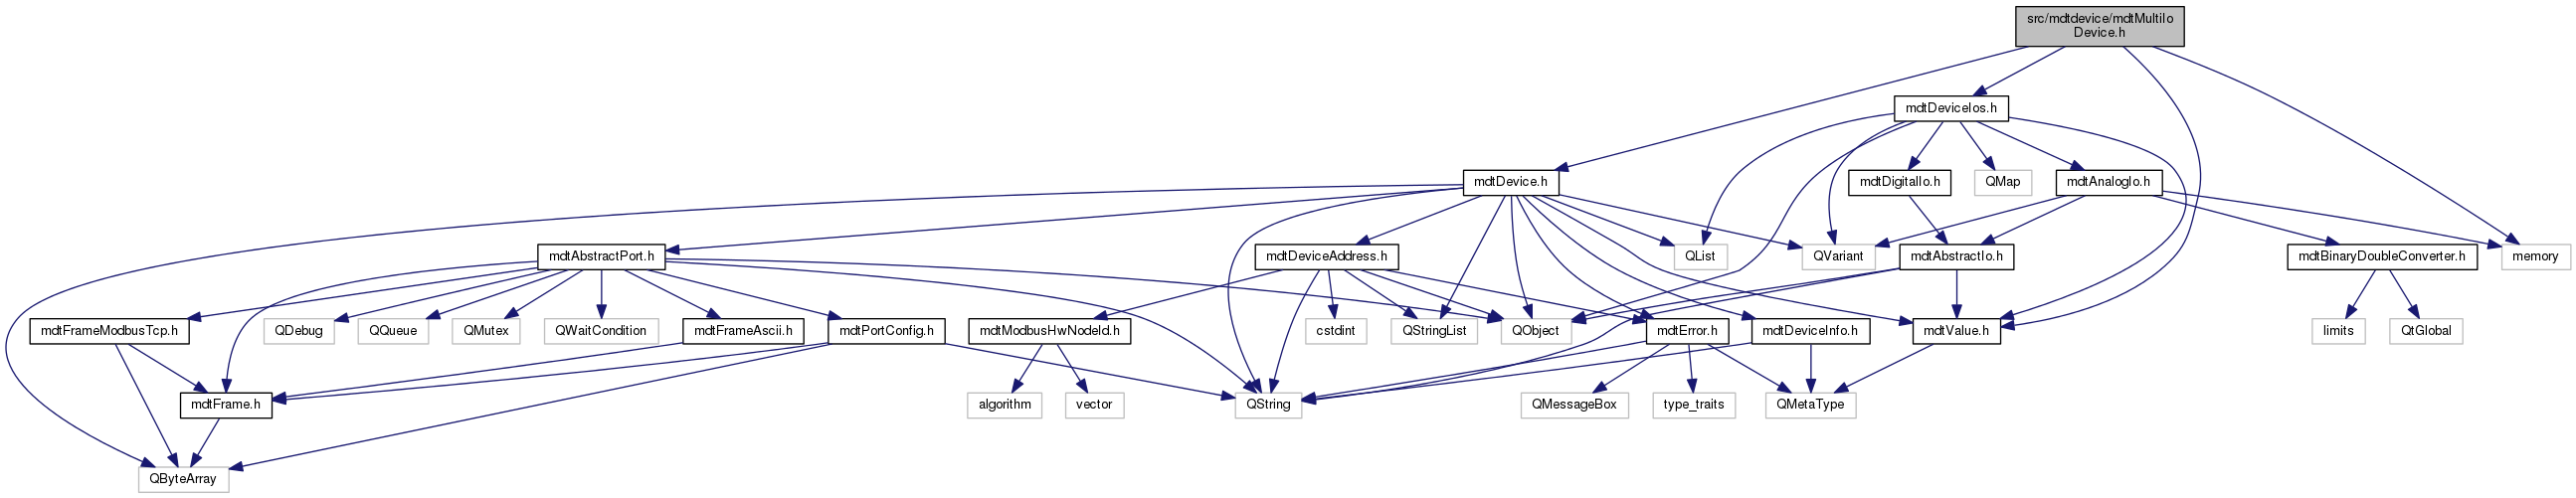 src/mdtdevice/mdtMultiIo
Device.h
mdtDeviceIos.h
mdtDevice.h
mdtDigitalIo.h
QMap
mdtAnalogIo.h
mdtAbstractPort.h
mdtDeviceAddress.h
QList
QVariant
mdtAbstractIo.h
mdtBinaryDoubleConverter.h
memory
mdtFrameModbusTcp.h
QDebug
QQueue
QMutex
QWaitCondition
mdtFrameAscii.h
mdtPortConfig.h
mdtModbusHwNodeId.h
cstdint
QStringList
QObject
mdtError.h
mdtDeviceInfo.h
mdtValue.h
limits
QtGlobal
mdtFrame.h
algorithm
vector
QString
QMessageBox
type_traits
QMetaType
QByteArray